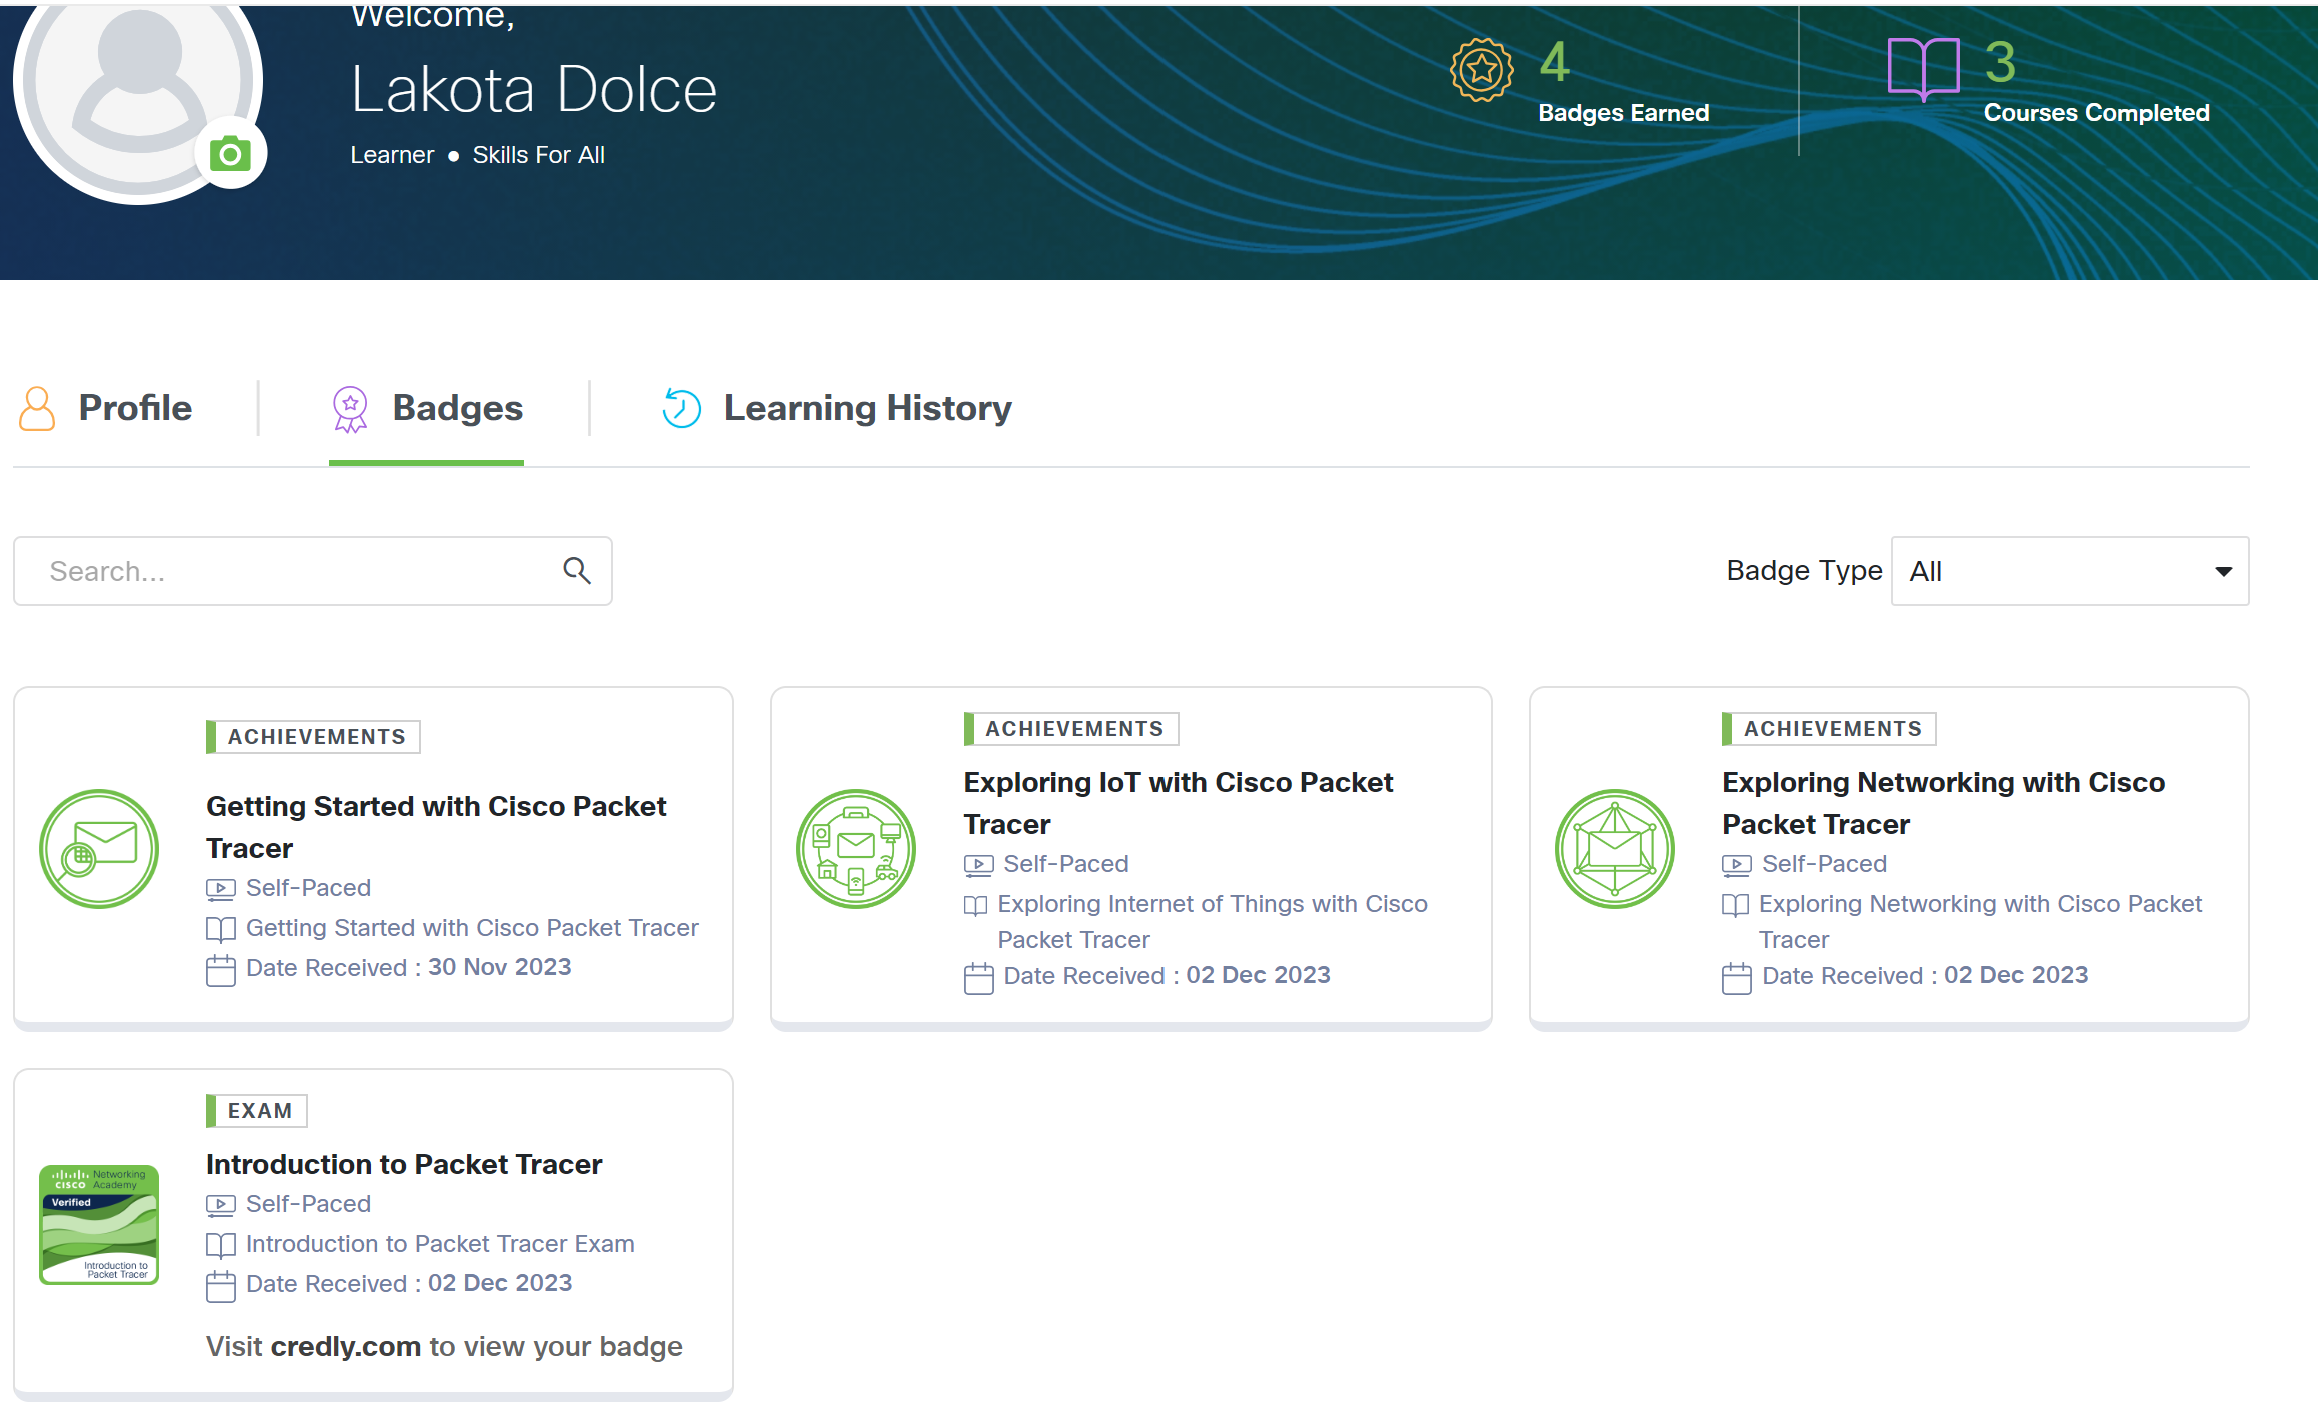 Welcome,
Lakota Dolce
Learner • Skills For All
4
Badges Earned
3
Courses Completed
Profile
Badges
Learning History
Search...
Badge Type
All
ACHIEVEMENTS
Getting Started with Cisco Packet
Tracer
Self-Paced
Getting Started with Cisco Packet Tracer
Date Received : 30 Nov 2023
ACHIEVEMENTS
Exploring IoT with Cisco Packet
Tracer
Self-Paced
Exploring Internet of Things with Cisco
Packet Tracer
Date Received : 02 Dec 2023
ACHIEVEMENTS
Exploring Networking with Cisco
Packet Tracer
Self-Paced
Exploring Networking with Cisco Packet
Tracer
Date Received : 02 Dec 2023
CISCO Networking
Academy
Verified
Introduction to
Packet Tracer
EXAM
Introduction to Packet Tracer
Self-Paced
Introduction to Packet Tracer Exam
Date Received : 02 Dec 2023
Visit credly.com to view your badge